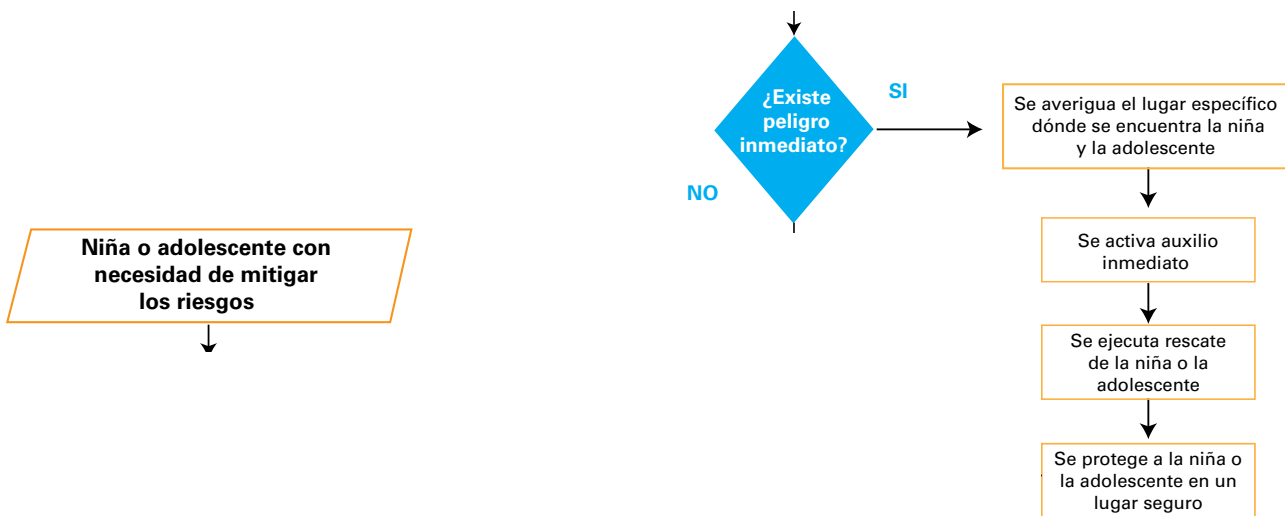 ¿Existe
peligro
inmediato?
SI
NO
Se averigua el lugar específico
dónde se encuentra la niña
y la adolescente
Niña o adolescente con
necesidad de mitigar
los riesgos
Se activa auxilio
inmediato
Se ejecuta rescate
de la niña o la
adolescente
Se protege a la niña o
la adolescente en un
lugar seguro